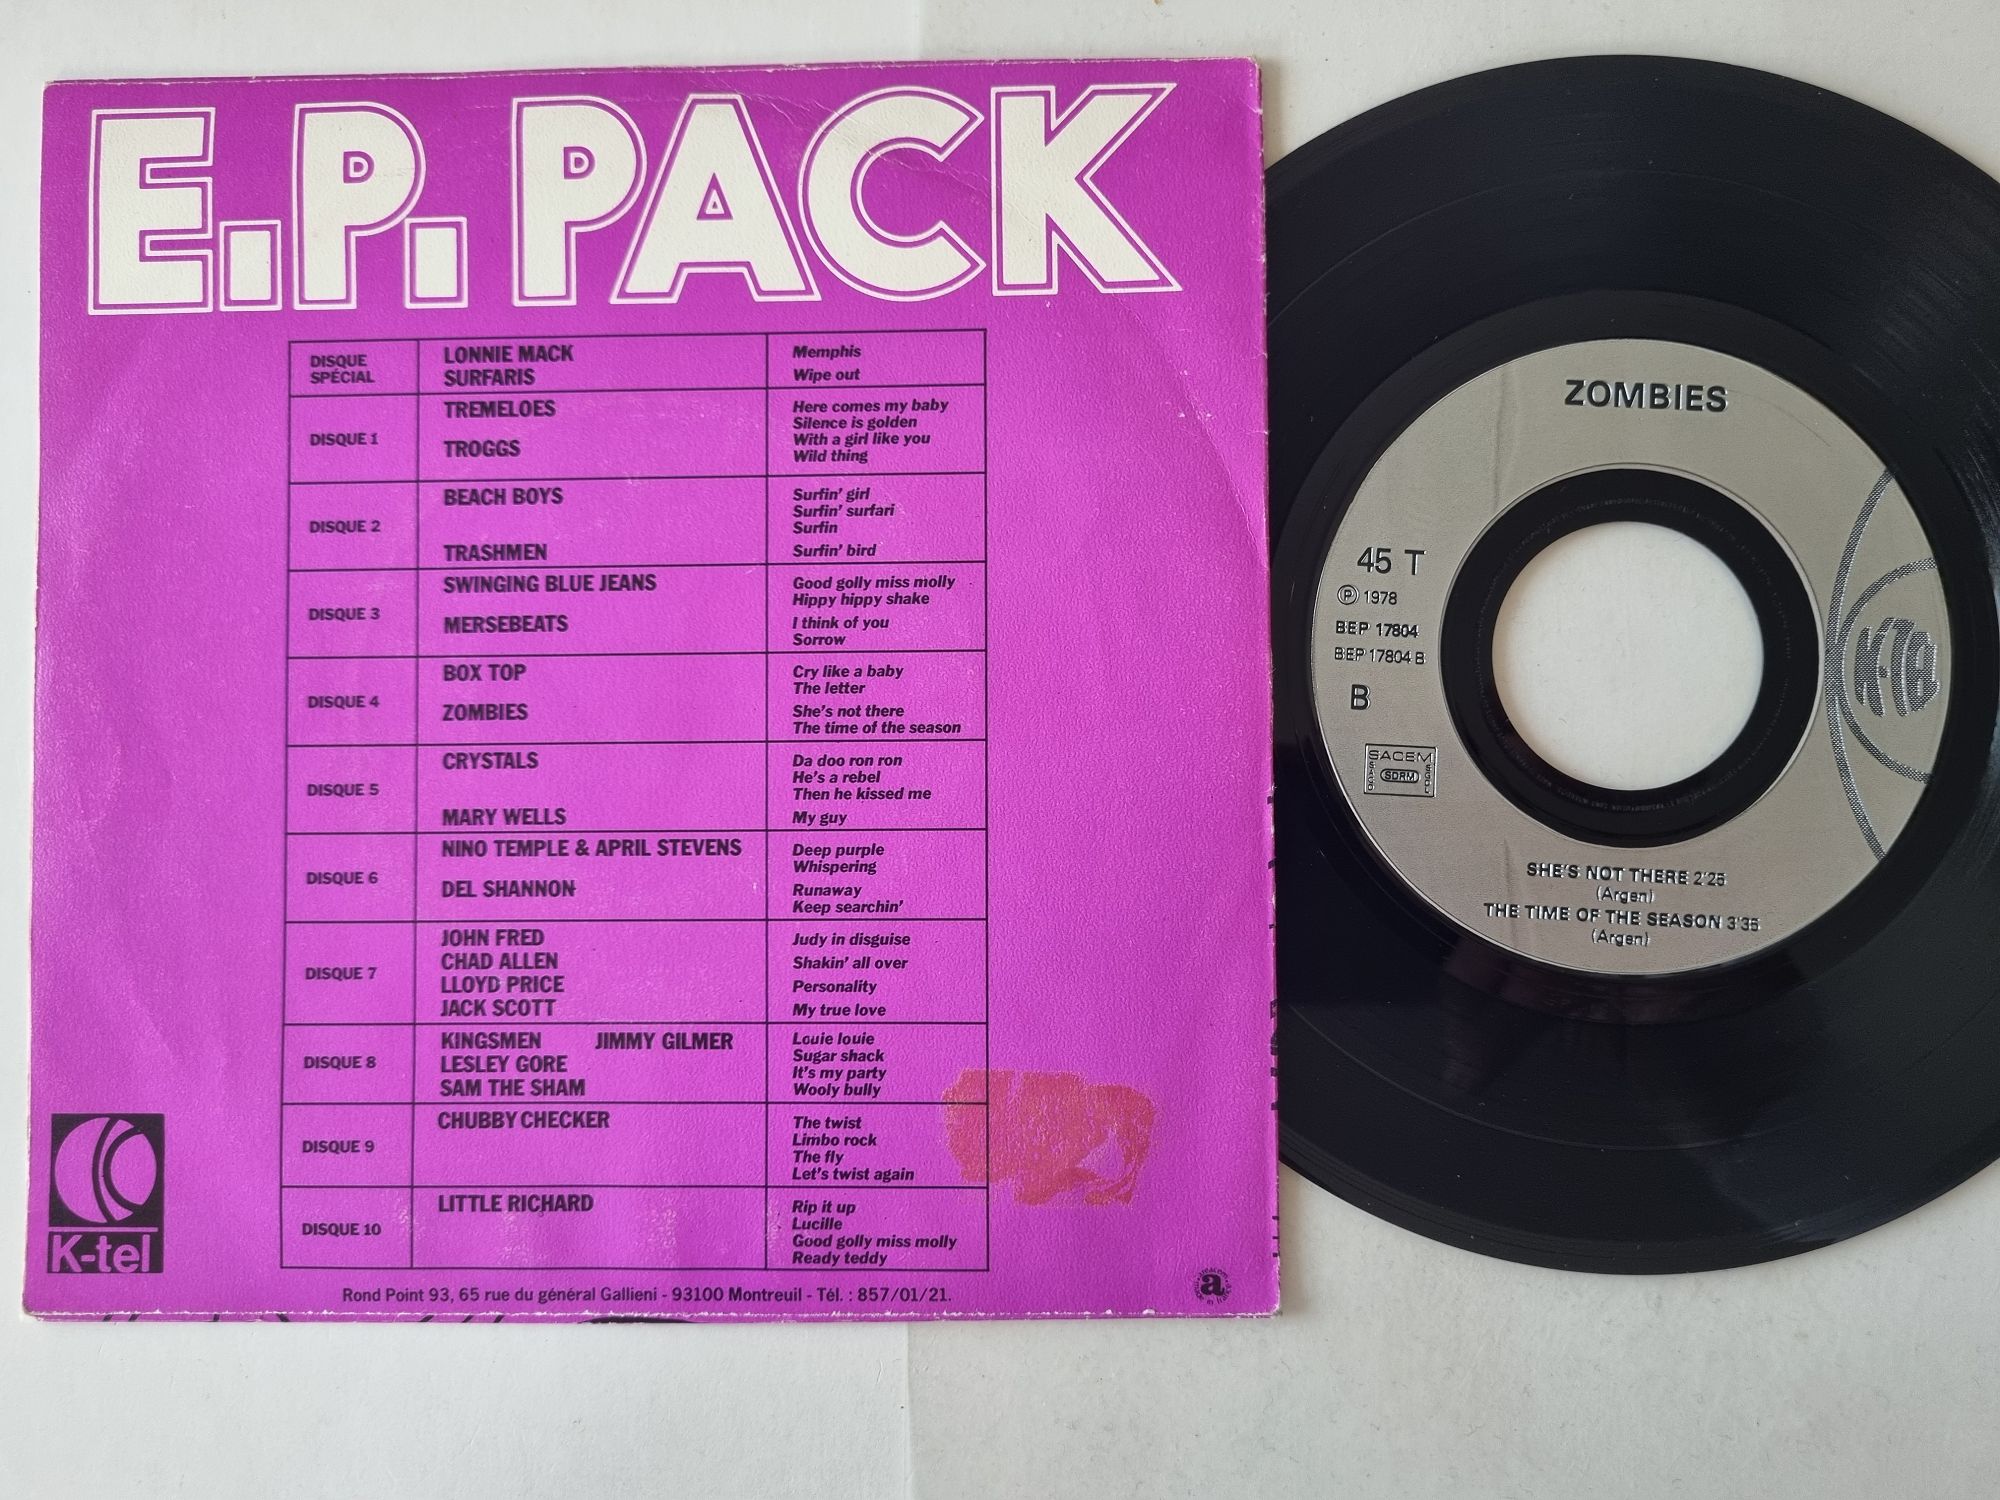 E.P. PACK
DISQUE SPÉCIAL
LONNIE MACK
Memphis
SURFARIS
Wipe out
DISQUE 1
TREMELOES
Here comes my baby
Silence is golden
TROGGS
With a girl like you
Wild thing
DISQUE 2
BEACH BOYS
Surfin' girl
Surfin' surfari
Surfin
TRASHMEN
Surfin' bird
DISQUE 3
SWINGING BLUE JEANS
Good golly miss molly
Hippy hippy shake
MERSEBEATS
I think of you
Sorrow
DISQUE 4
BOX TOP
Cry like a baby
The letter
ZOMBIES
She's not there
The time of the season
DISQUE 5
CRYSTALS
Da doo ron ron
He's a rebel
Then he kissed me
MARY WELLS
My guy
DISQUE 6
NINO TEMPLE & APRIL STEVENS
Deep purple
Whispering
DEL SHANNON
Runaway
Keep searchin'
DISQUE 7
JOHN FRED
Judy in disguise
CHAD ALLEN
Shakin' all over
LLOYD PRICE
Personality
JACK SCOTT
My true love
DISQUE 8
KINGSMEN JIMMY GILMER
LESLEY GORE
SAM THE SHAM
Louie louie
Sugar shack
It's my party
Wooly bully
DISQUE 9
CHUBBY CHECKER
The twist
Limbo rock
The fly
Let's twist again
DISQUE 10
LITTLE RICHARD
Rip it up
Lucille
Good golly miss molly
Ready teddy
K-tel
Rond Point 93, 65 rue du général Gallieni - 93100 Montreuil - Tél. : 857/01/21.
a
ZOMBIES
45 T
Ⓟ 1978
BEP 17804
BEP 17804 B
B
SACEM
SDRM
K-TEL
SHE'S NOT THERE 2'25
(Argen)
THE TIME OF THE SEASON 3'35
(Argen)